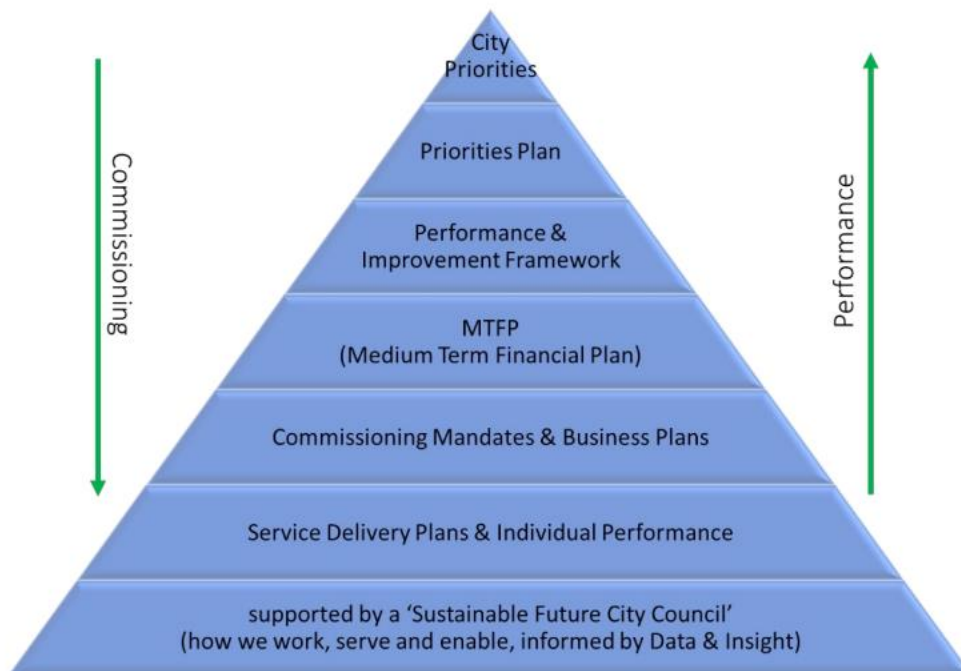 City
Priorities
Priorities Plan
Performance &
Improvement Framework
MTFP
(Medium Term Financial Plan)
Commissioning Mandates & Business Plans
Service Delivery Plans & Individual Performance
supported by a ‘Sustainable Future City Council’
(how we work, serve and enable, informed by Data & Insight)
Commissioning
Performance